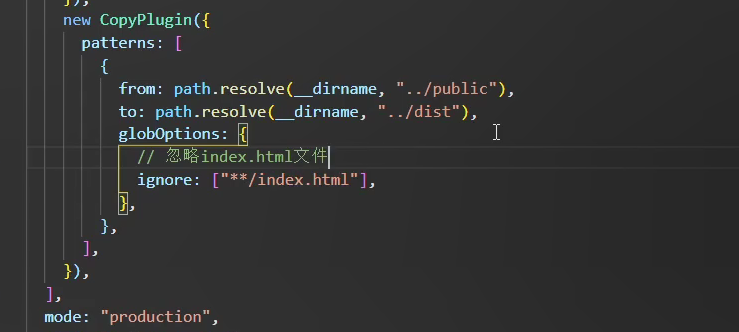 }),
new CopyPlugin({
patterns: [
{
from: path.resolve(__dirname, "../public"),
to: path.resolve(__dirname, "../dist"),
globOptions: {
// 忽略index.html文件
ignore: ["**/index.html"],
},
},
],
}),
],
mode: "production",